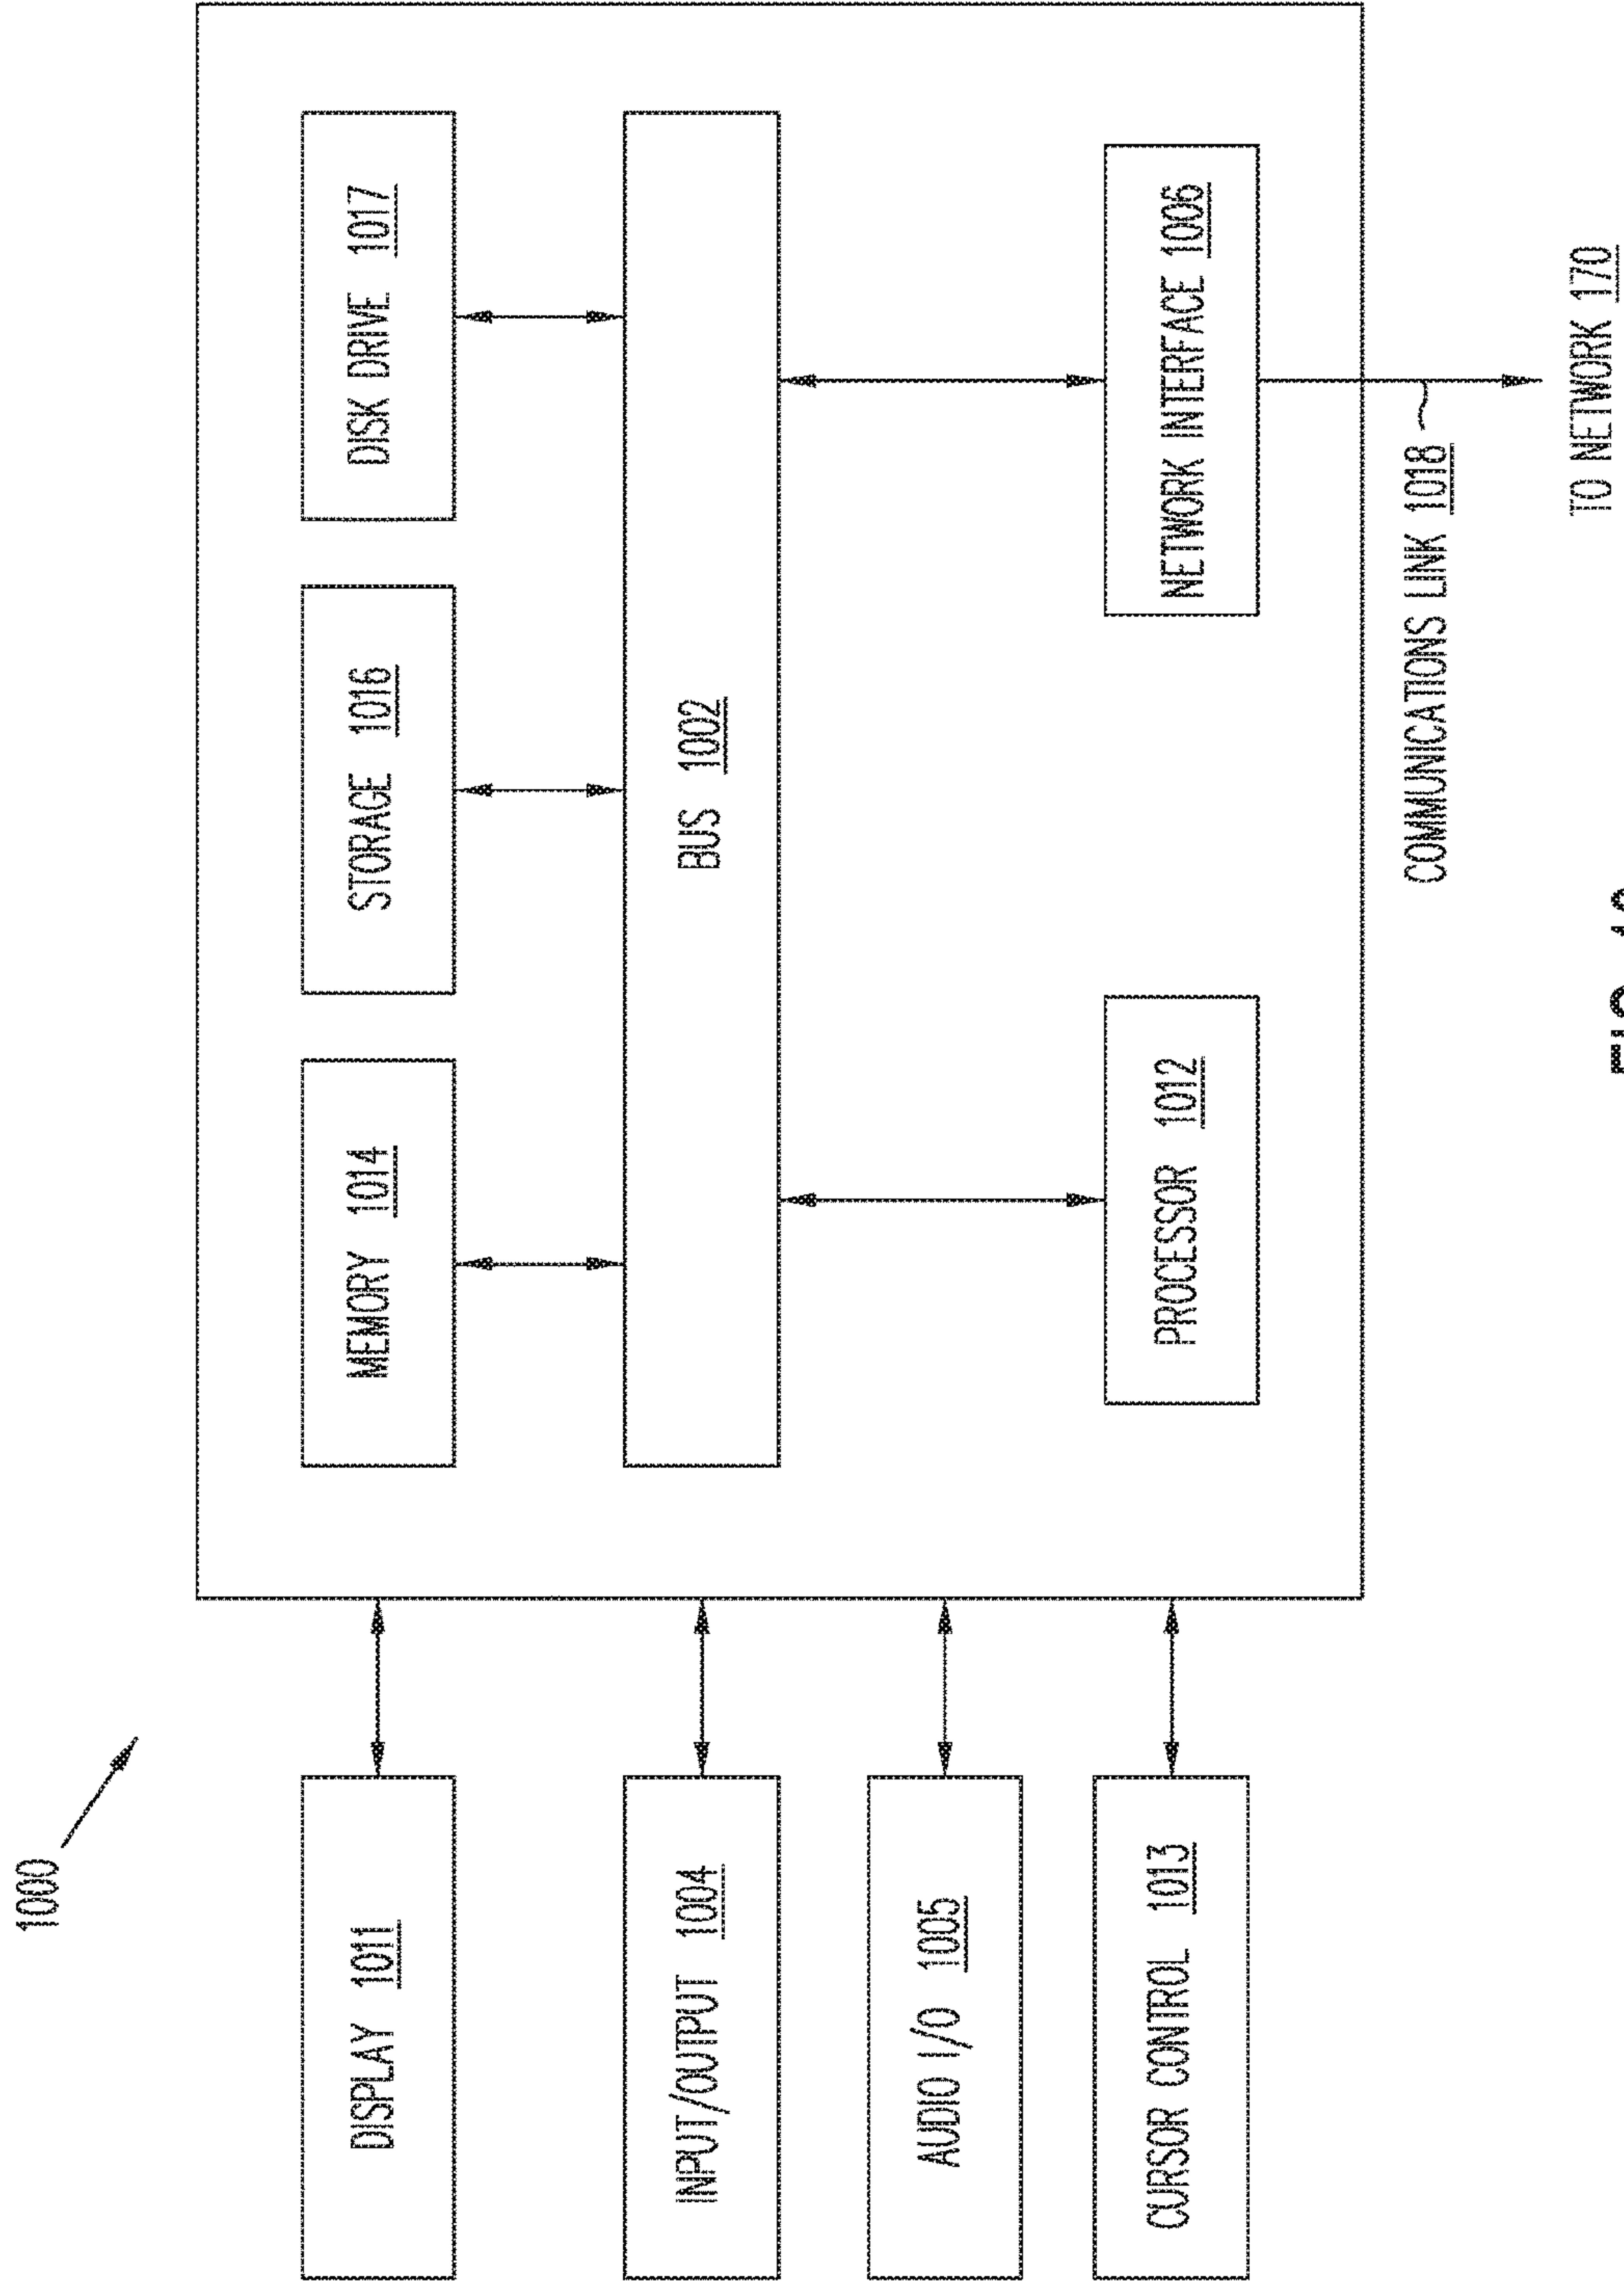 1000
DISPLAY 1011
MEMORY 1014
STORAGE 1016
DISK DRIVE 1017
INPUT/OUTPUT 1004
BUS 1002
AUDIO I/O 1005
CURSOR CONTROL 1013
PROCESSOR 1012
NETWORK INTERFACE 1006
COMMUNICATIONS LINK 1018
TO NETWORK 170